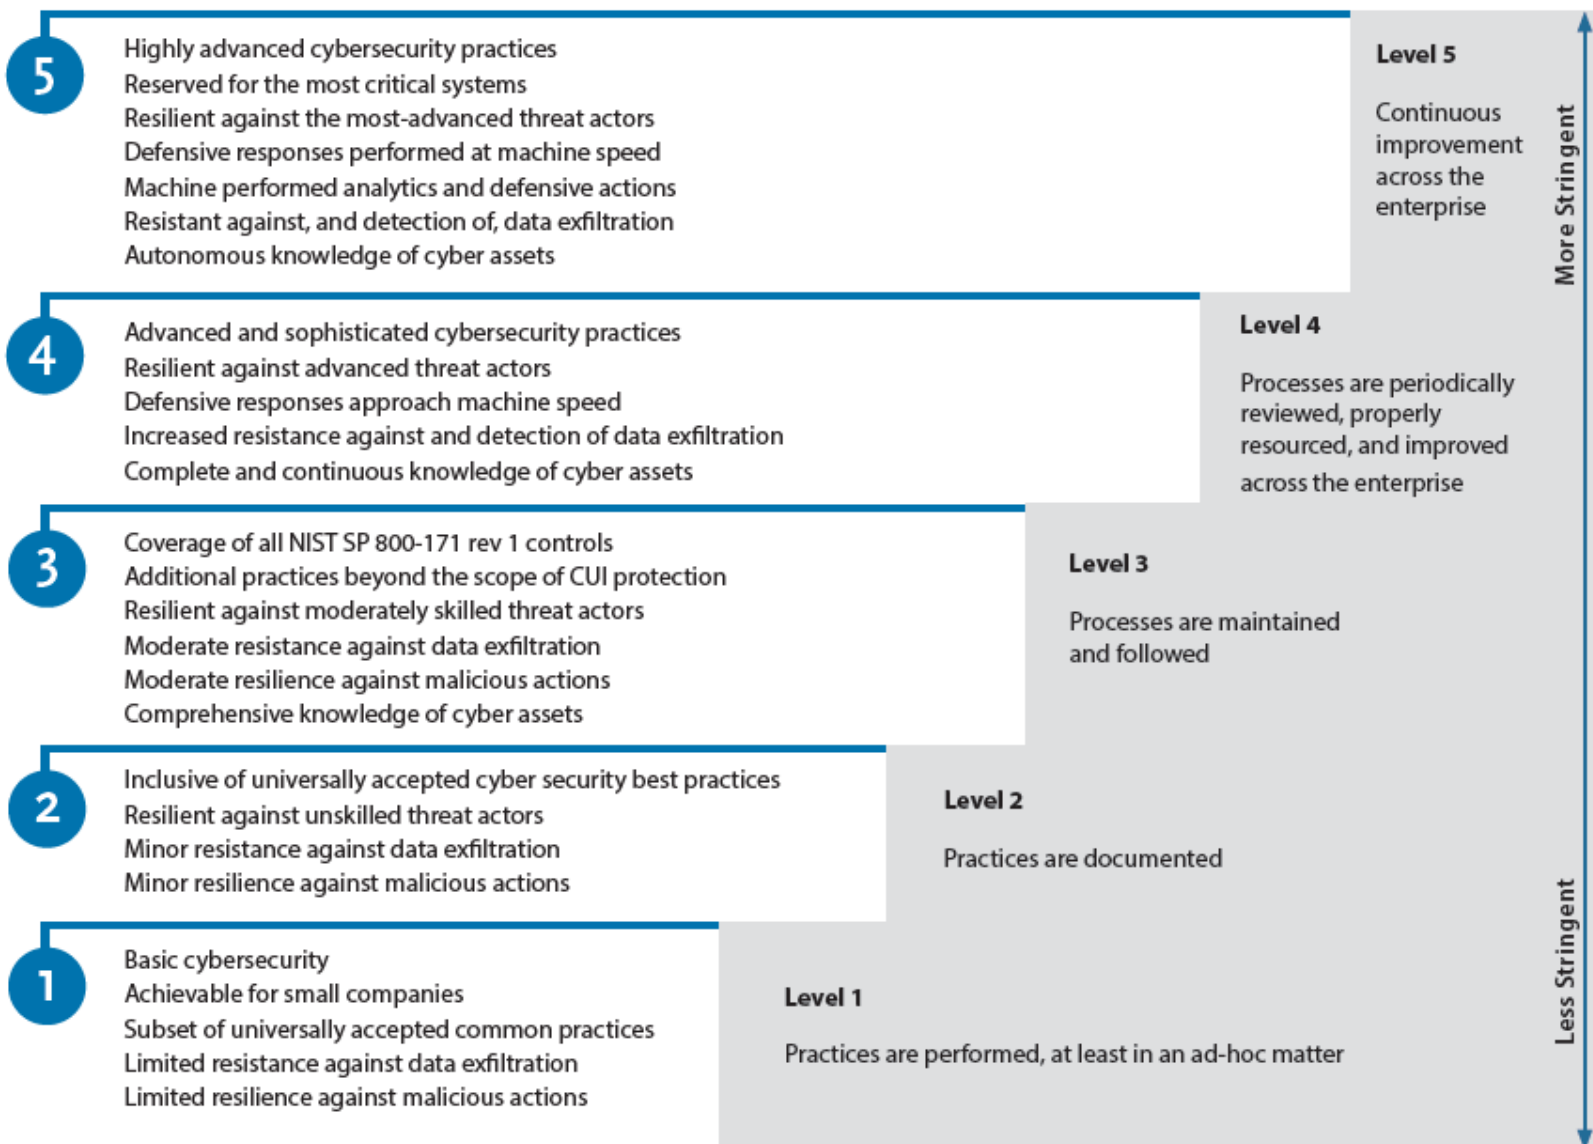 5
Highly advanced cybersecurity practices
Reserved for the most critical systems
Resilient against the most-advanced threat actors
Defensive responses performed at machine speed
Machine performed analytics and defensive actions
Resistant against, and detection of, data exfiltration
Autonomous knowledge of cyber assets
Level 5
Continuous
improvement
across the
enterprise
More Stringent
4
Advanced and sophisticated cybersecurity practices
Resilient against advanced threat actors
Defensive responses approach machine speed
Increased resistance against and detection of data exfiltration
Complete and continuous knowledge of cyber assets
Level 4
Processes are periodically
reviewed, properly
resourced, and improved
across the enterprise
3
Coverage of all NIST SP 800-171 rev 1 controls
Additional practices beyond the scope of CUI protection
Resilient against moderately skilled threat actors
Moderate resistance against data exfiltration
Moderate resilience against malicious actions
Comprehensive knowledge of cyber assets
Level 3
Processes are maintained
and followed
2
Inclusive of universally accepted cyber security best practices
Resilient against unskilled threat actors
Minor resistance against data exfiltration
Minor resilience against malicious actions
Level 2
Practices are documented
1
Basic cybersecurity
Achievable for small companies
Subset of universally accepted common practices
Limited resistance against data exfiltration
Limited resilience against malicious actions
Level 1
Practices are performed, at least in an ad-hoc matter
Less Stringent